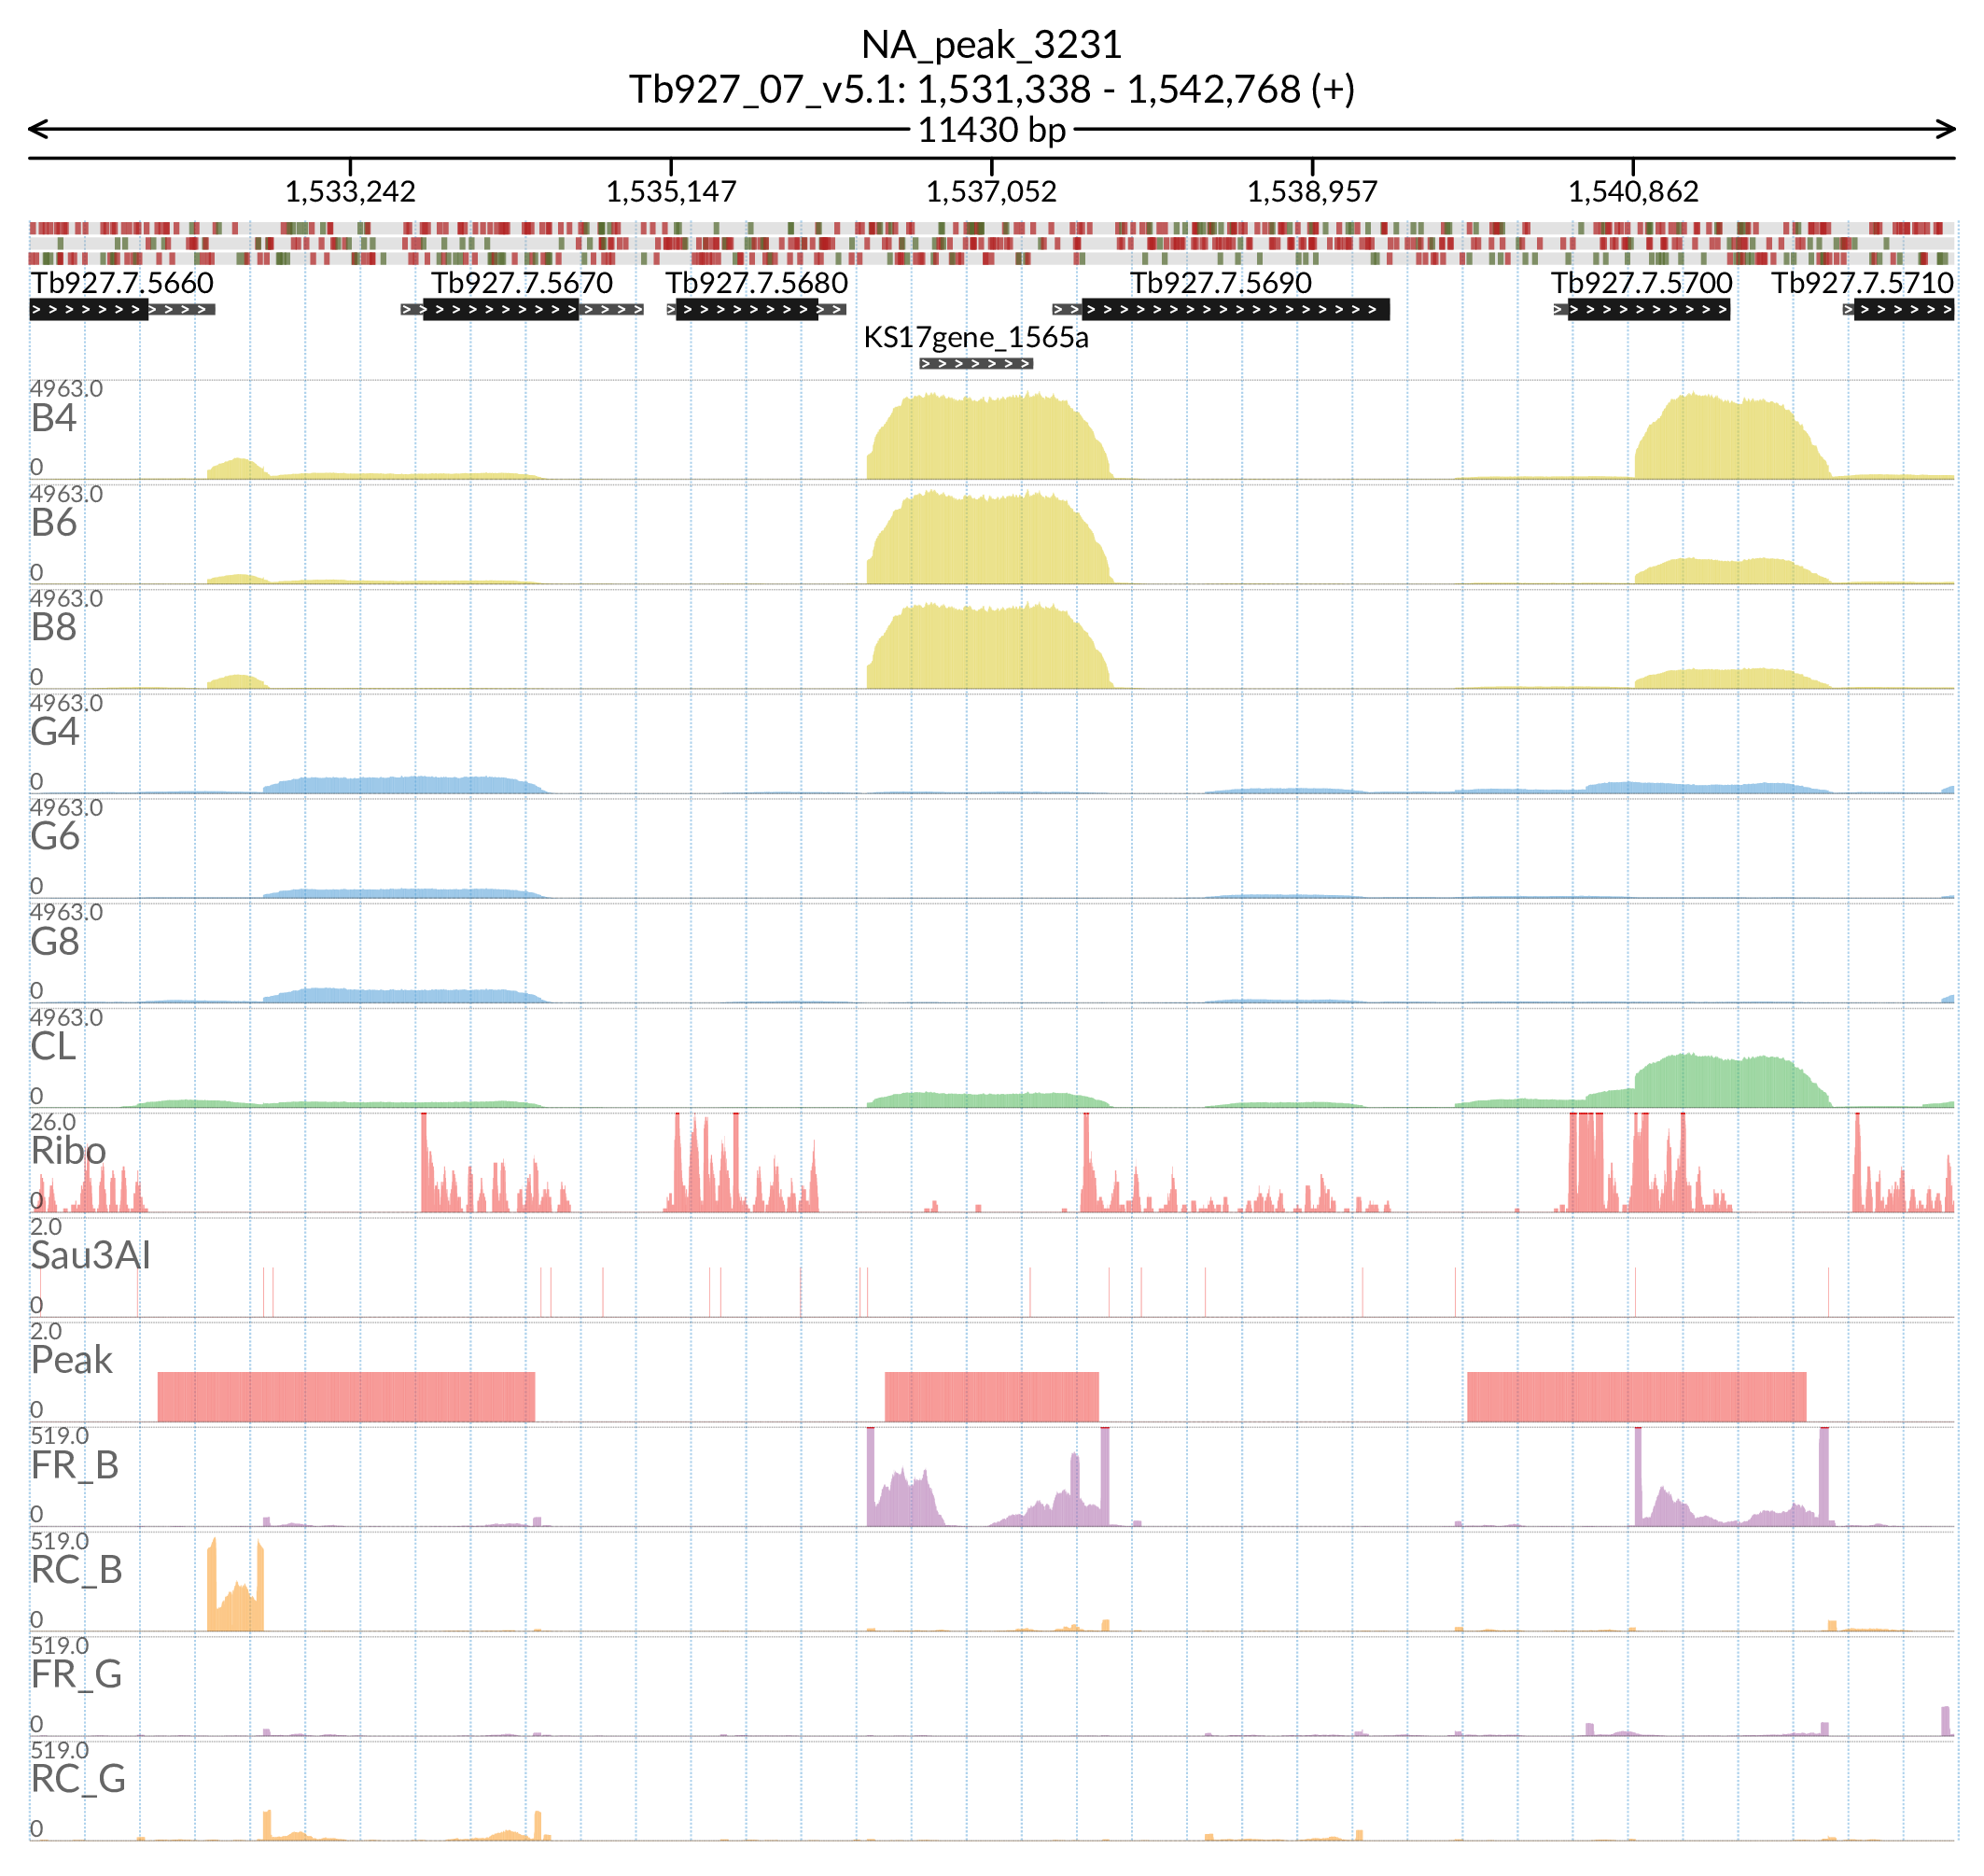 NA_peak_3231
Tb927_07_v5.1: 1,531,338 - 1,542,768 (+)
11430 bp
1,533,242 1,535,147 1,537,052 1,538,957 1,540,862
Tb927.7.5660 Tb927.7.5670 Tb927.7.5680 Tb927.7.5690 Tb927.7.5700 Tb927.7.5710
KS17gene_1565a
4963.0
B4
0
4963.0
B6
0
4963.0
B8
0
4963.0
G4
0
4963.0
G6
0
4963.0
G8
0
4963.0
CL
0
26.0
Ribo
0
2.0
Sau3AI
0
2.0
Peak
0
519.0
FR_B
0
519.0
RC_B
0
519.0
FR_G
0
519.0
RC_G
0